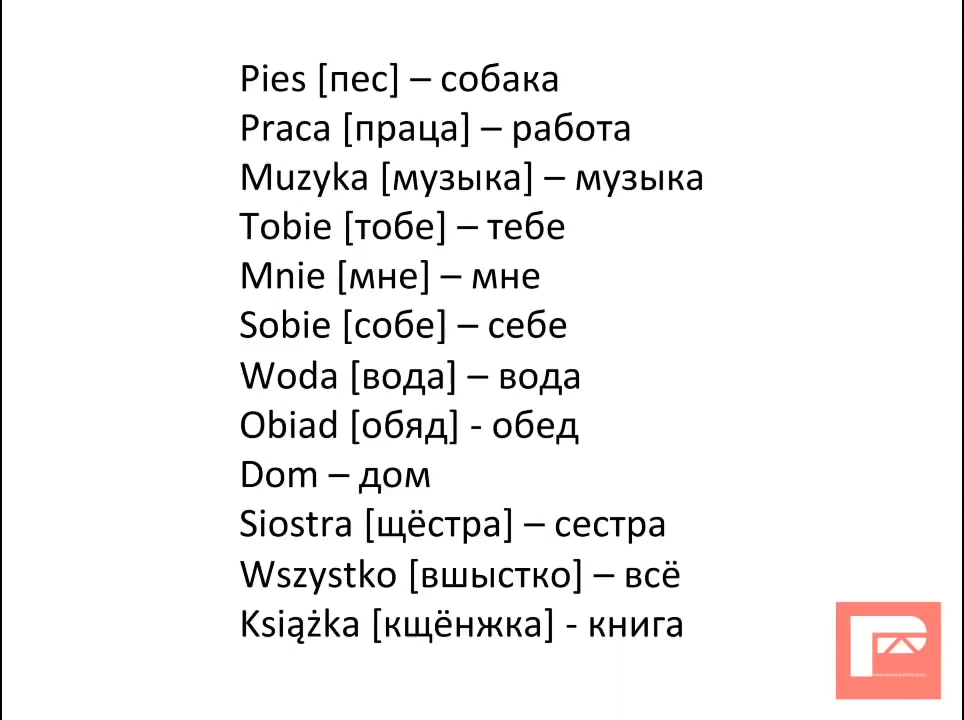 Pies [пес] – собака
Praca [праца] – работа
Muzyka [музыка] – музыка
Tobie [тобе] – тебе
Mnie [мне] – мне
Sobie [собе] – себе
Woda [вода] – вода
Obiad [обяд] - обед
Dom – дом
Siostra [щёстра] – сестра
Wszystko [вшыстко] – всё
Książka [кщёнжка] - книга